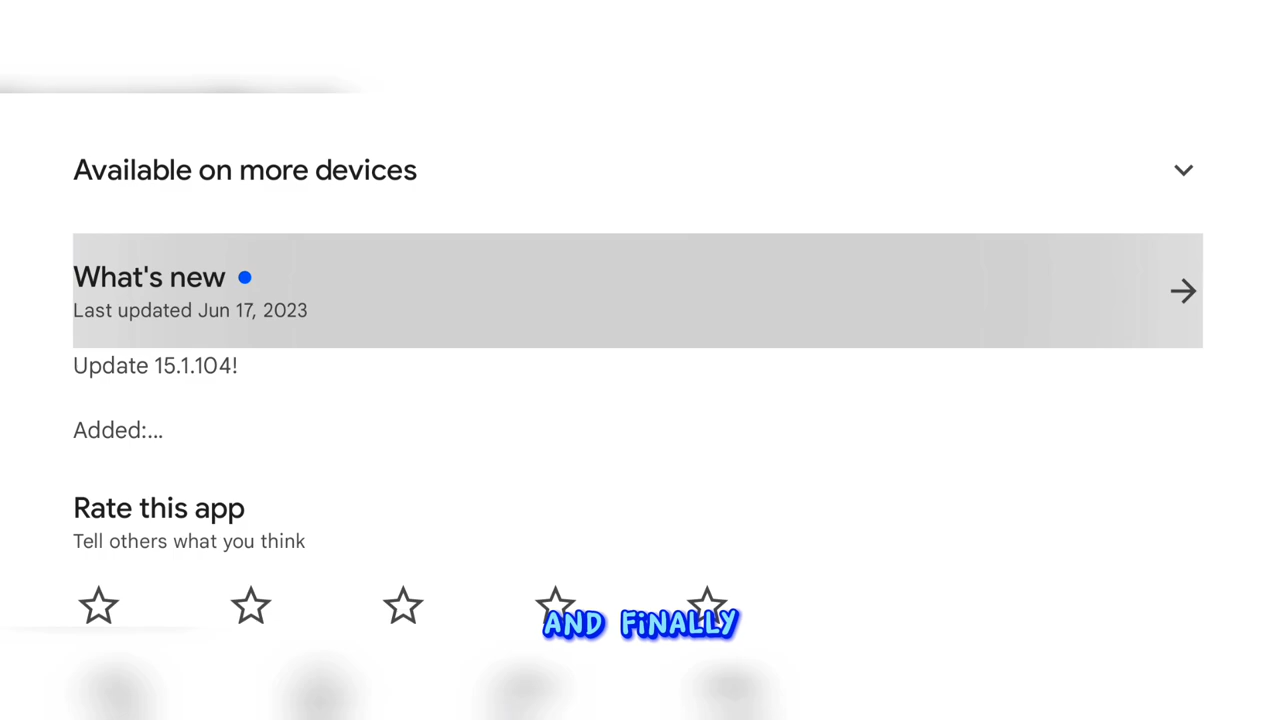 Available on more devices
What's new
Last updated Jun 17, 2023
Update 15.1.104!
Added:...
Rate this app
Tell others what you think
AND FiNALLY